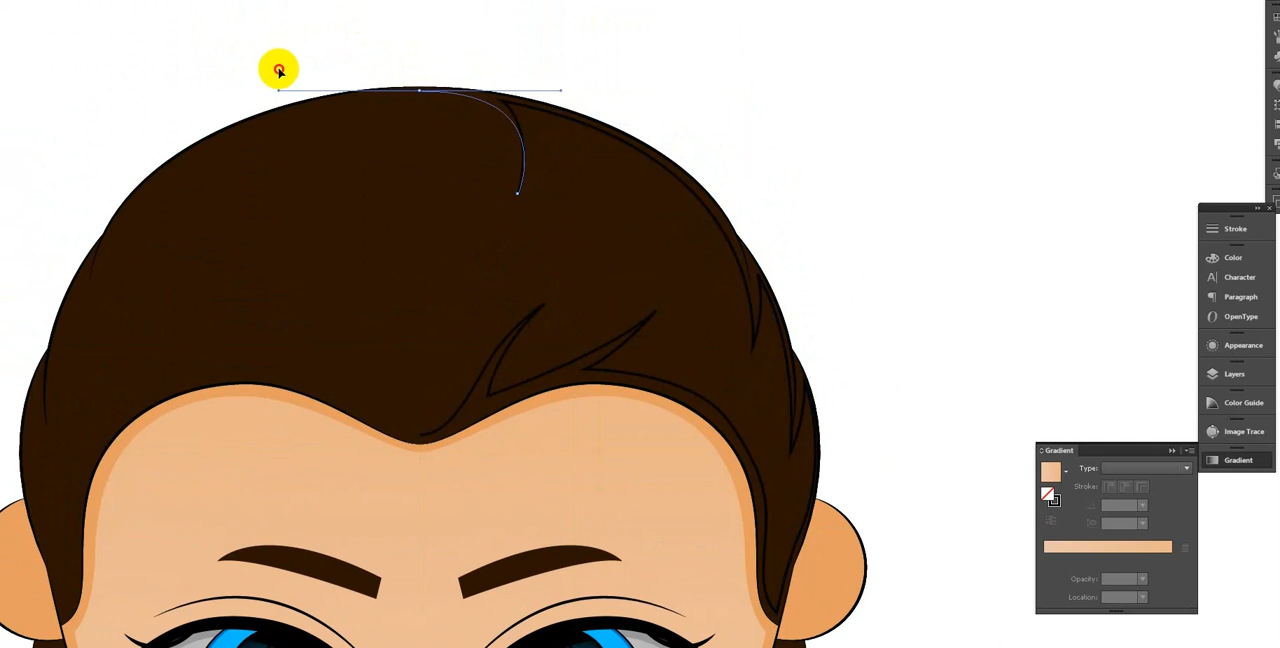 Stroke
Color
Character
Paragraph
OpenType
Appearance
Layers
Color Guide
Image Trace
Gradient
Gradient
Type:
Stroke:
Opacity:
Location: